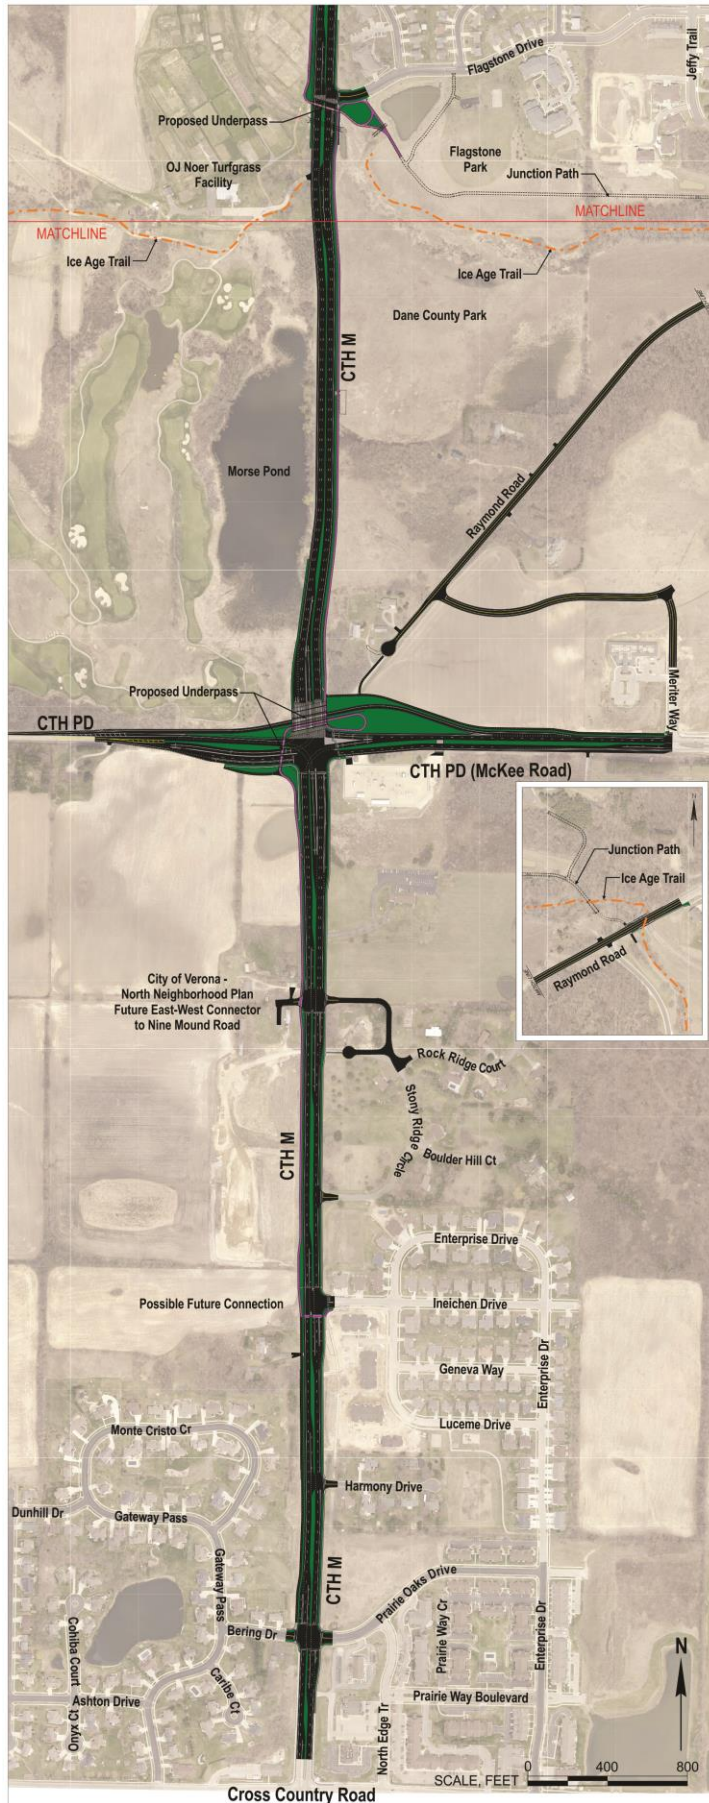 Flagstone Drive
Jeffy Trail
Proposed Underpass
OJ Noer Turfgrass
Facility
Flagstone
Park
Junction Path
MATCHLINE
MATCHLINE
Ice Age Trail
Ice Age Trail
Dane County Park
CTH M
Morse Pond
Raymond Road
Meriter Way
Proposed Underpass
CTH PD
CTH PD (McKee Road)
Junction Path
Ice Age Trail
Raymond Road
City of Verona -
North Neighborhood Plan
Future East-West Connector
to Nine Mound Road
Rock Ridge Court
Stony Ridge Circle
Boulder Hill Ct
CTH M
Enterprise Drive
Possible Future Connection
Ineichen Drive
Enterprise Dr
Geneva Way
Luceme Drive
Monte Cristo Cr
Harmony Drive
Dunhill Dr
Gateway Pass
Gateway Pass
CTH M
Prairie Oaks Drive
Bering Dr
Prairie Way Cr
Enterprise Dr
Cohiba Court
Caribe Ct
Ashton Drive
Onyx Ct
North Edge Tr
Prairie Way Boulevard
N
SCALE, FEET
0 400 800
Cross Country Road